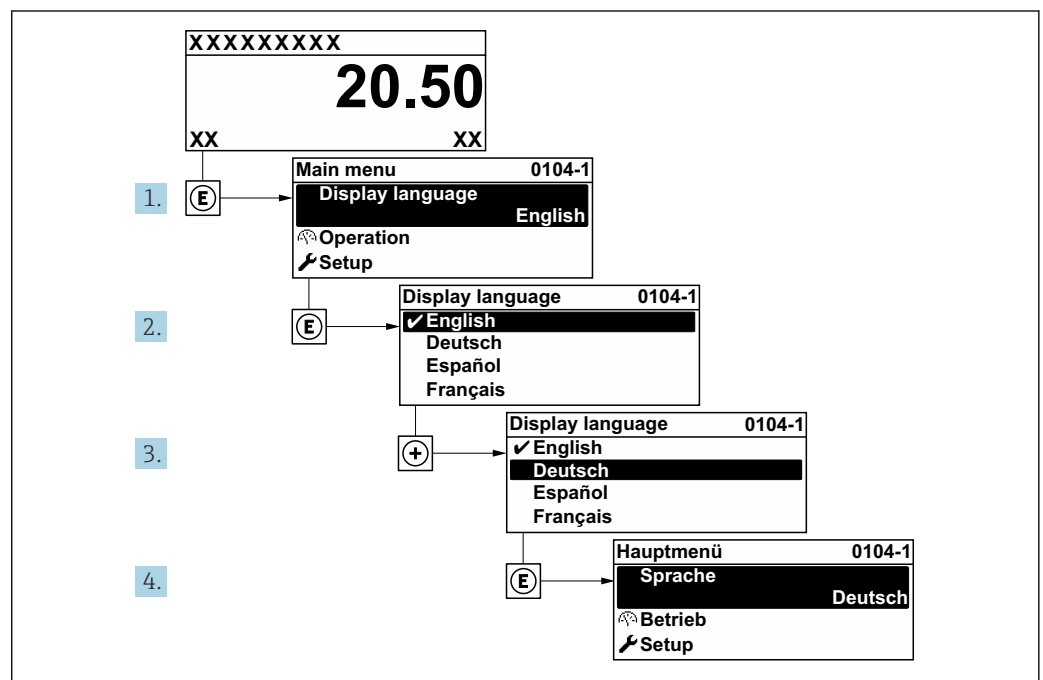 XXXXXXXXX
20.50
XX XX
1.
E
Main menu 0104-1
Display language
English
Operation
Setup
2.
E
Display language 0104-1
✔English
Deutsch
Español
Français
3.
+
Display language 0104-1
✔English
Deutsch
Español
Français
4.
E
Hauptmenü 0104-1
Sprache
Deutsch
Betrieb
Setup